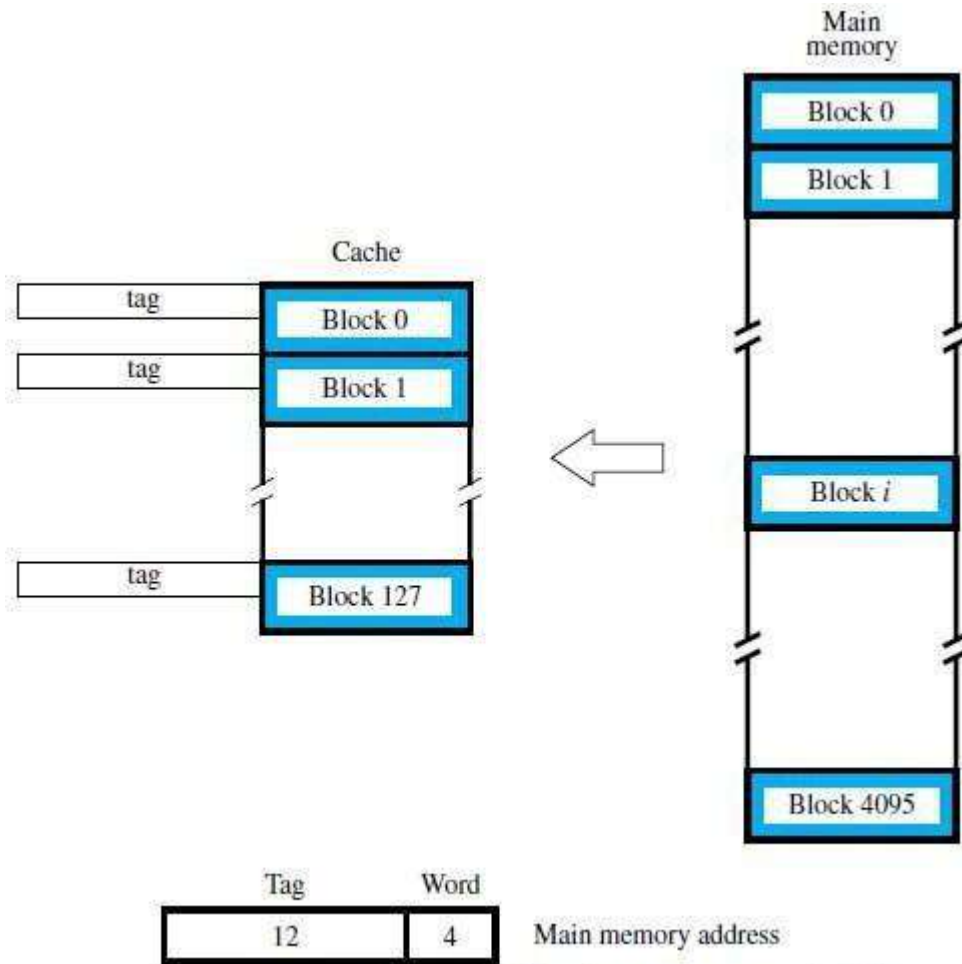 Main
memory
Block 0
Block 1
Cache
tag
Block 0
tag
Block 1
Block i
tag
Block 127
Block 4095
Tag Word
12 4 Main memory address